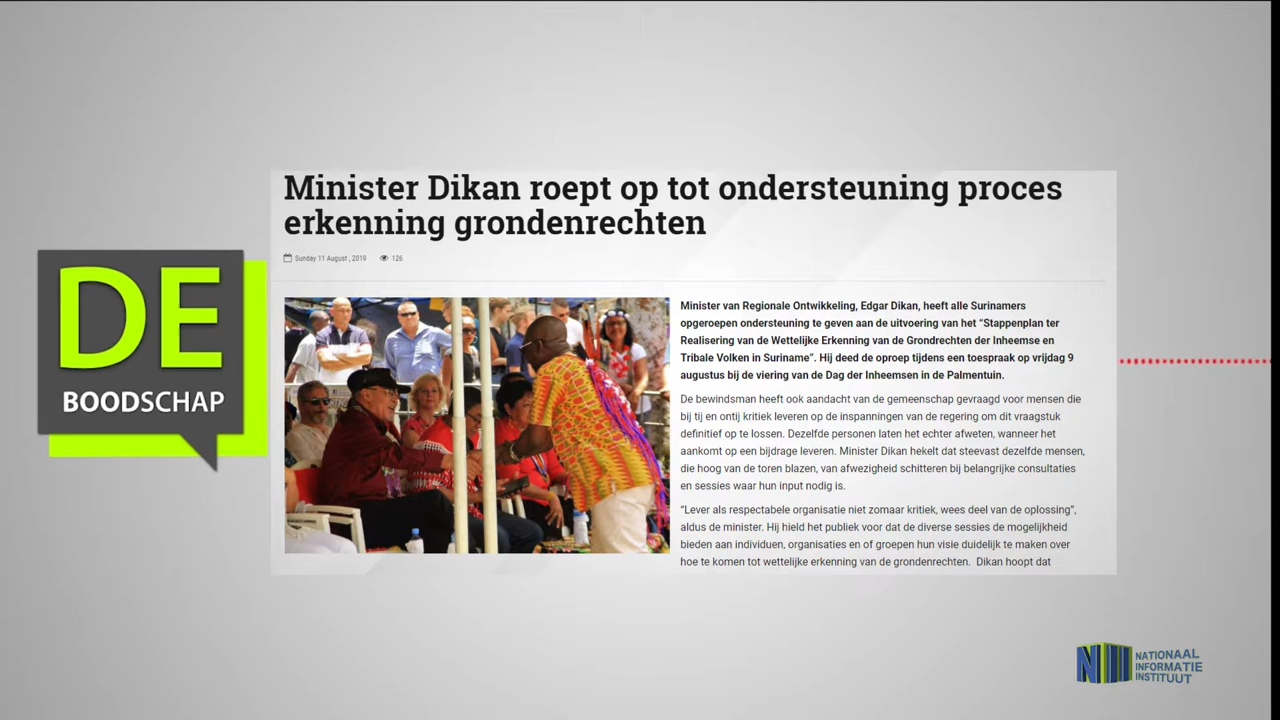 Minister Dikan roept op tot ondersteuning proces
erkenning grondenrechten
Sunday 11 August , 2019 126
DE
BOODSCHAP
Minister van Regionale Ontwikkeling, Edgar Dikan, heeft alle Surinamers
opgeroepen ondersteuning te geven aan de uitvoering van het “Stappenplan ter
Realisering van de Wettelijke Erkenning van de Grondrechten der Inheemse en
Tribale Volken in Suriname”. Hij deed de oproep tijdens een toespraak op vrijdag 9
augustus bij de viering van de Dag der Inheemsen in de Palmentuin.
De bewindsman heeft ook aandacht van de gemeenschap gevraagd voor mensen die
bij tij en ontij kritiek leveren op de inspanningen van de regering om dit vraagstuk
definitief op te lossen. Dezelfde personen laten het echter afweten, wanneer het
aankomt op een bijdrage leveren. Minister Dikan hekelt dat steevast dezelfde mensen,
die hoog van de toren blazen, van afwezigheid schitteren bij belangrijke consultaties
en sessies waar hun input nodig is.
“Lever als respectabele organisatie niet zomaar kritiek, wees deel van de oplossing”,
aldus de minister. Hij hield het publiek voor dat de diverse sessies de mogelijkheid
bieden aan individuen, organisaties en of groepen hun visie duidelijk te maken over
hoe te komen tot wettelijke erkenning van de grondenrechten. Dikan hoopt dat
NII NATIONAAL
INFORMATIE
INSTITUUT